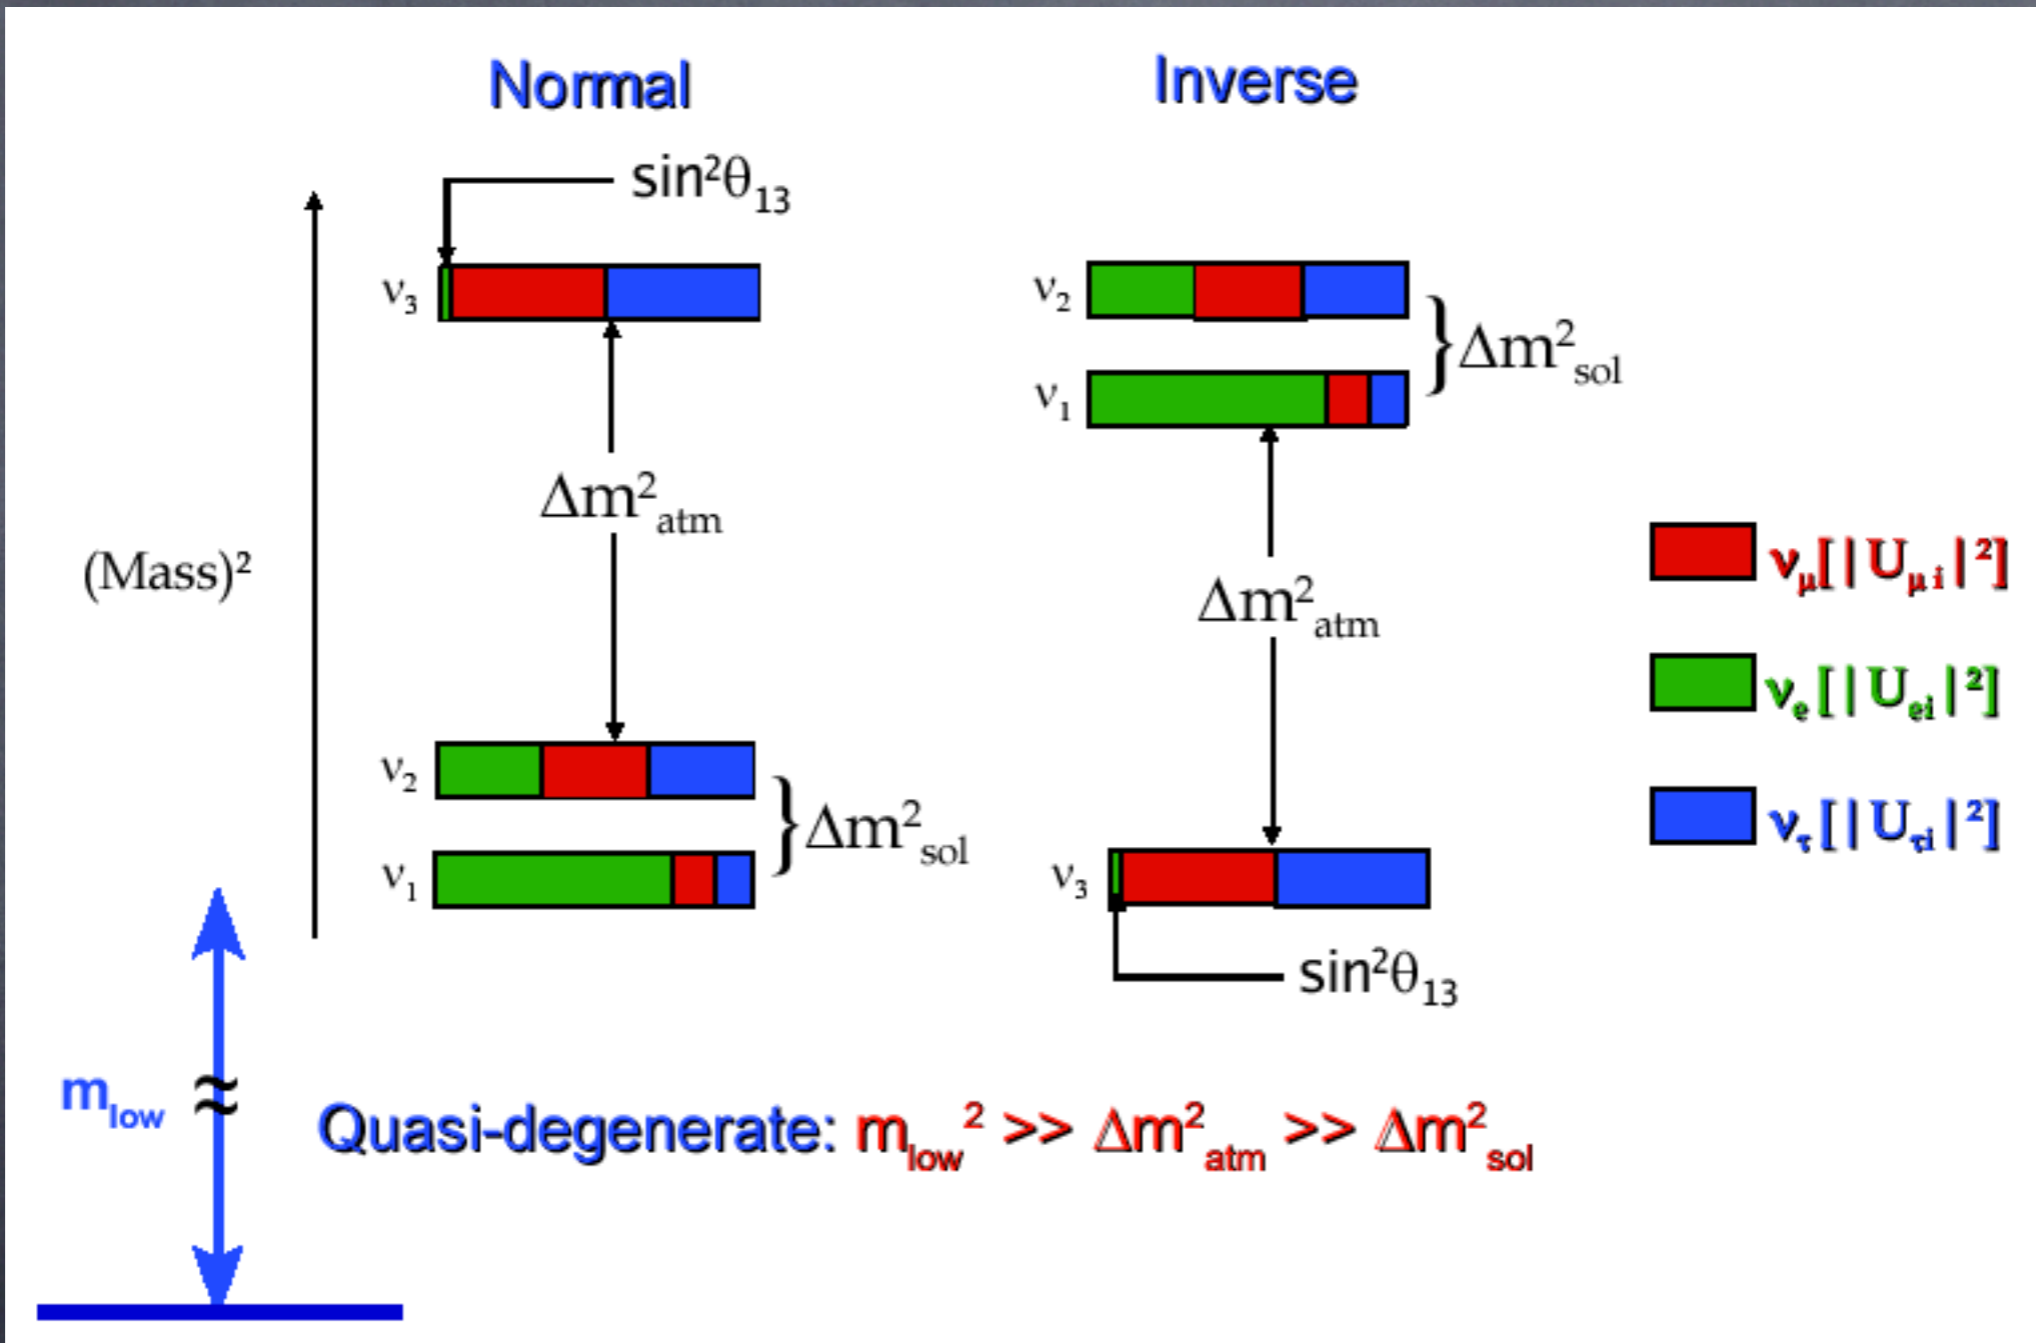 Normal
Inverse
sin²θ₁₃
ν₃
ν₂
Δm²sol
ν₁
Δm²atm
(Mass)²
Δm²atm
νμ[|Uμi|²]
νe[|Uei|²]
ντ[|Uτi|²]
ν₂
Δm²sol
ν₁
ν₃
sin²θ₁₃
mlow ≈
Quasi-degenerate: mlow² >> Δm²atm >> Δm²sol